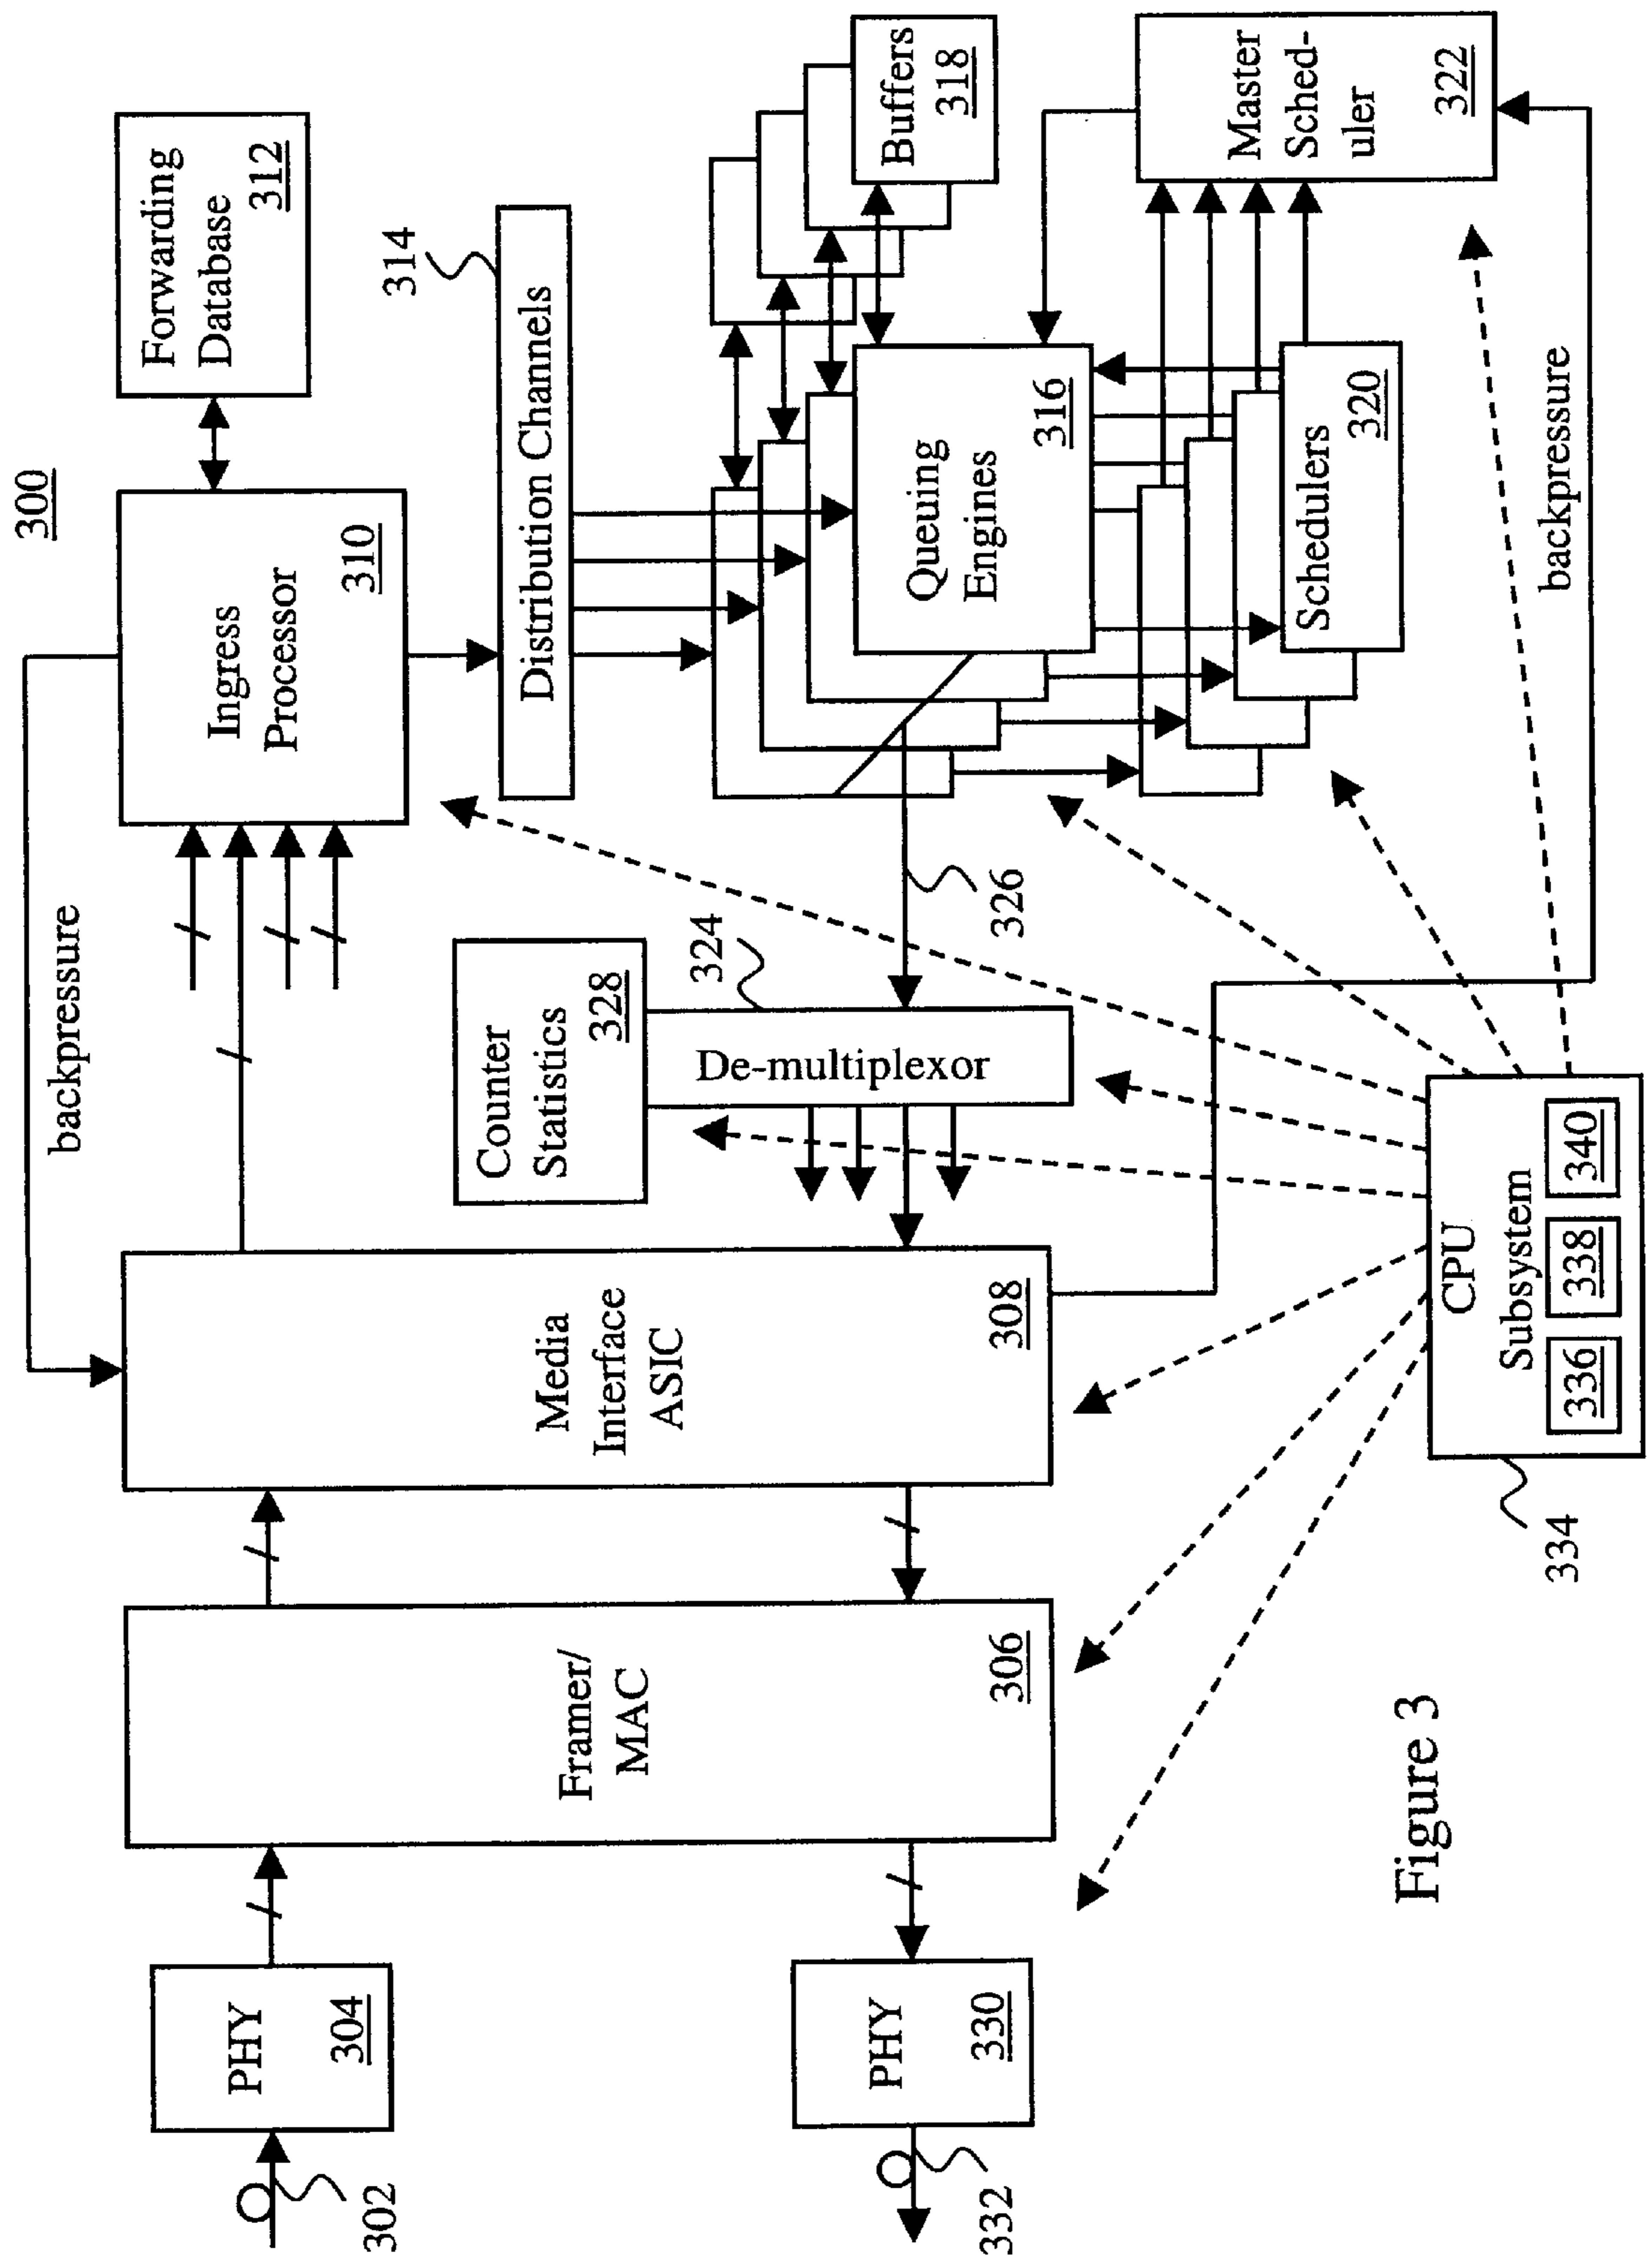 300
backpressure
Forwarding
Database
312
Ingress
Processor
310
314
Distribution Channels
Buffers
318
Queuing
Engines
316
Master
Sched-
uler
322
Schedulers
320
backpressure
326
324
De-multiplexor
Counter
Statistics
328
Media
Interface
ASIC
308
Framer/
MAC
306
PHY
304
302
PHY
330
332
CPU
Subsystem
336
338
340
334
Figure 3